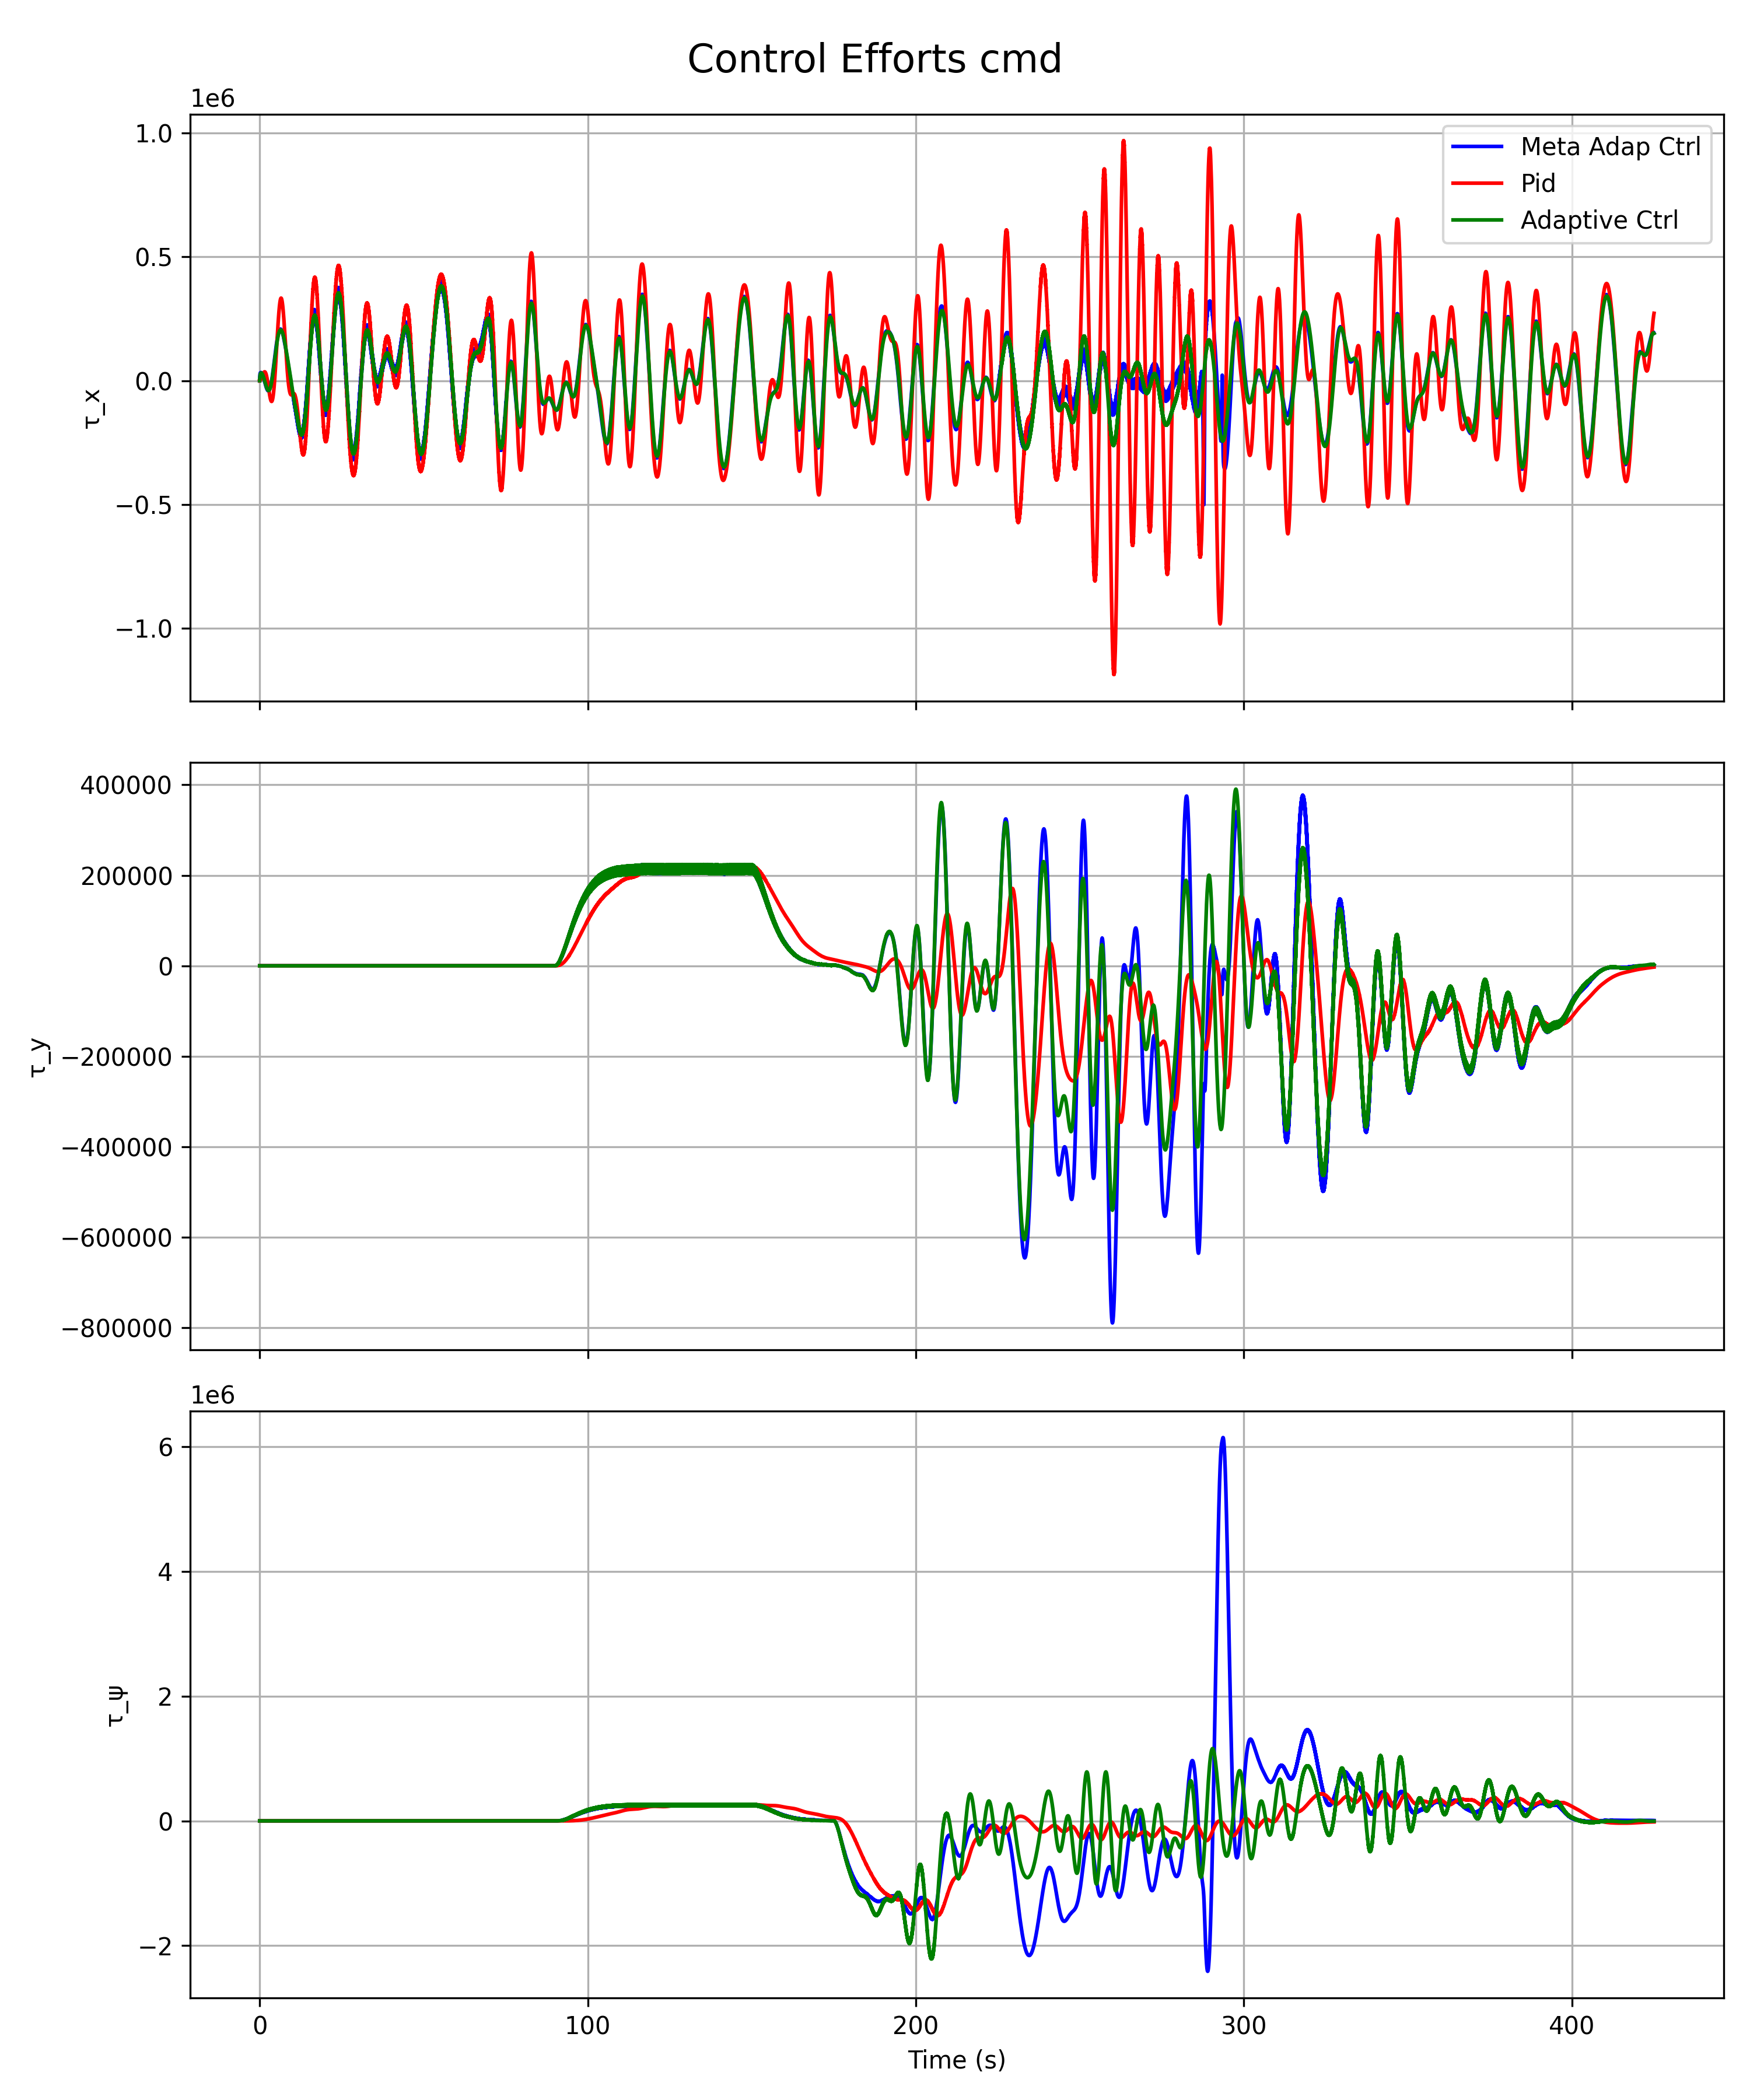 Control Efforts cmd
1e6
1.0
0.5
0.0
−0.5
−1.0
τ_x
Meta Adap Ctrl
Pid
Adaptive Ctrl
400000
200000
0
−200000
−400000
−600000
−800000
τ_y
1e6
6
4
2
0
−2
τ_ψ
0 100 200 300 400
Time (s)